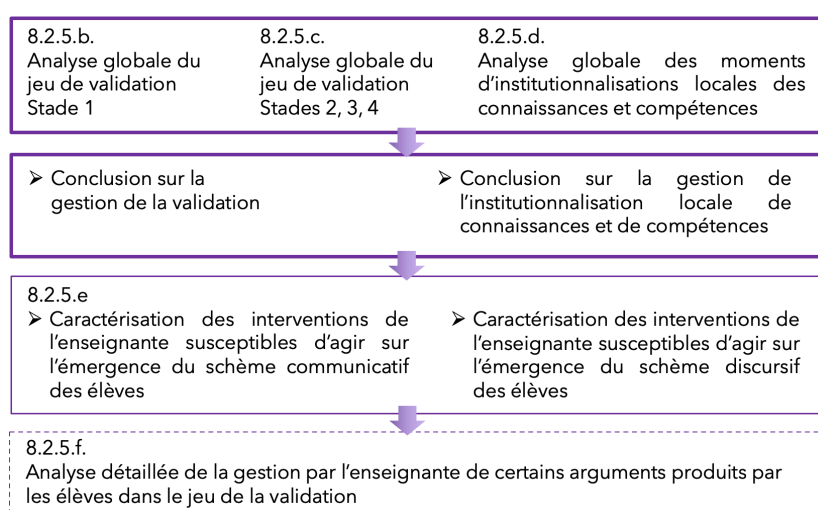 8.2.5.b.
Analyse globale du
jeu de validation
Stade 1
8.2.5.c.
Analyse globale du
jeu de validation
Stades 2, 3, 4
8.2.5.d.
Analyse globale des moments
d’institutionnalisations locales des
connaissances et compétences
➢ Conclusion sur la
gestion de la validation
➢ Conclusion sur la gestion de
l’institutionnalisation locale de
connaissances et de compétences
8.2.5.e
➢ Caractérisation des interventions de
l’enseignante susceptibles d’agir sur
l’émergence du schème communicatif
des élèves
➢ Caractérisation des interventions de
l’enseignante susceptibles d’agir sur
l’émergence du schème discursif
des élèves
8.2.5.f.
Analyse détaillée de la gestion par l’enseignante de certains arguments produits par
les élèves dans le jeu de la validation